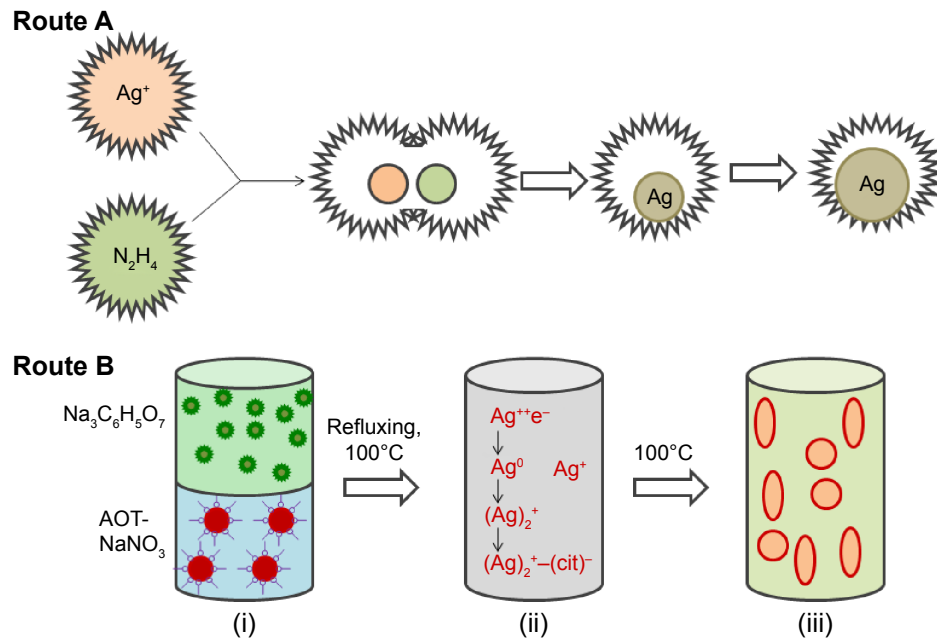 Route A
Ag⁺
N₂H₄
Ag
Ag
Route B
Na₃C₆H₅O₇
AOT-
NaNO₃
Refluxing,
100°C
Ag⁺⁺e⁻
Ag⁰
Ag⁺
(Ag)₂⁺
(Ag)₂⁺–(cit)⁻
100°C
(i)
(ii)
(iii)